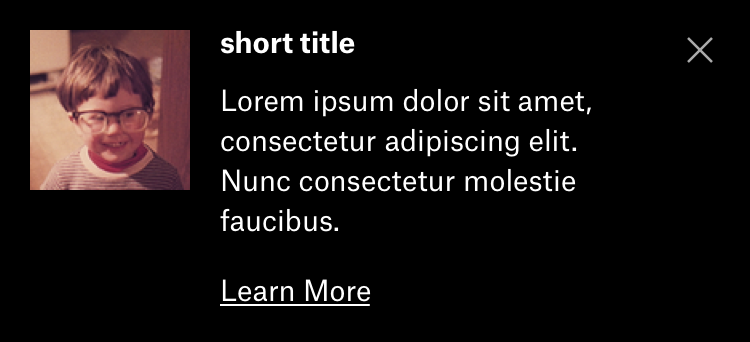 short title
Lorem ipsum dolor sit amet,
consectetur adipiscing elit.
Nunc consectetur molestie
faucibus.
Learn More